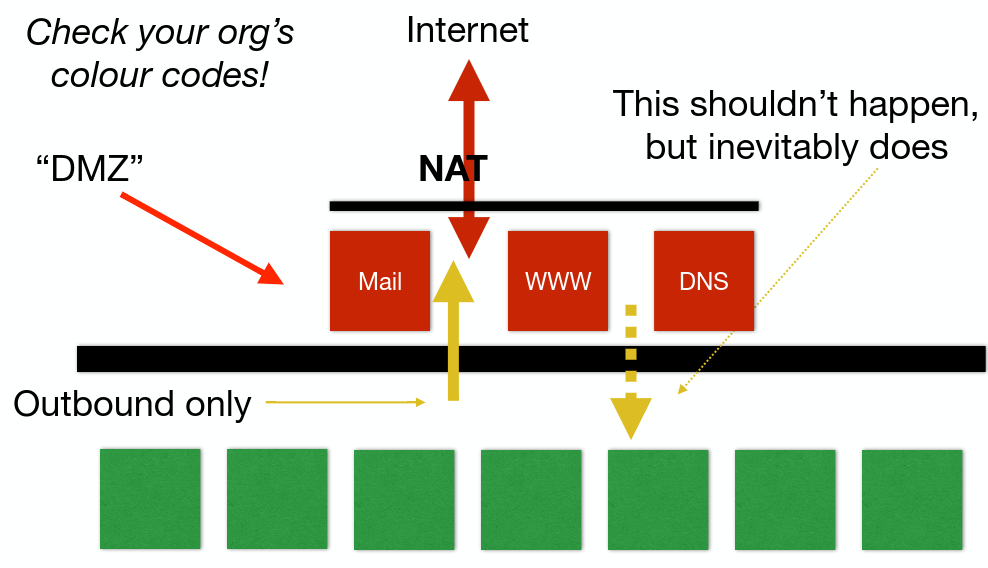 Check your org’s
colour codes!
Internet
This shouldn’t happen,
but inevitably does
“DMZ”
NAT
Mail
WWW
DNS
Outbound only